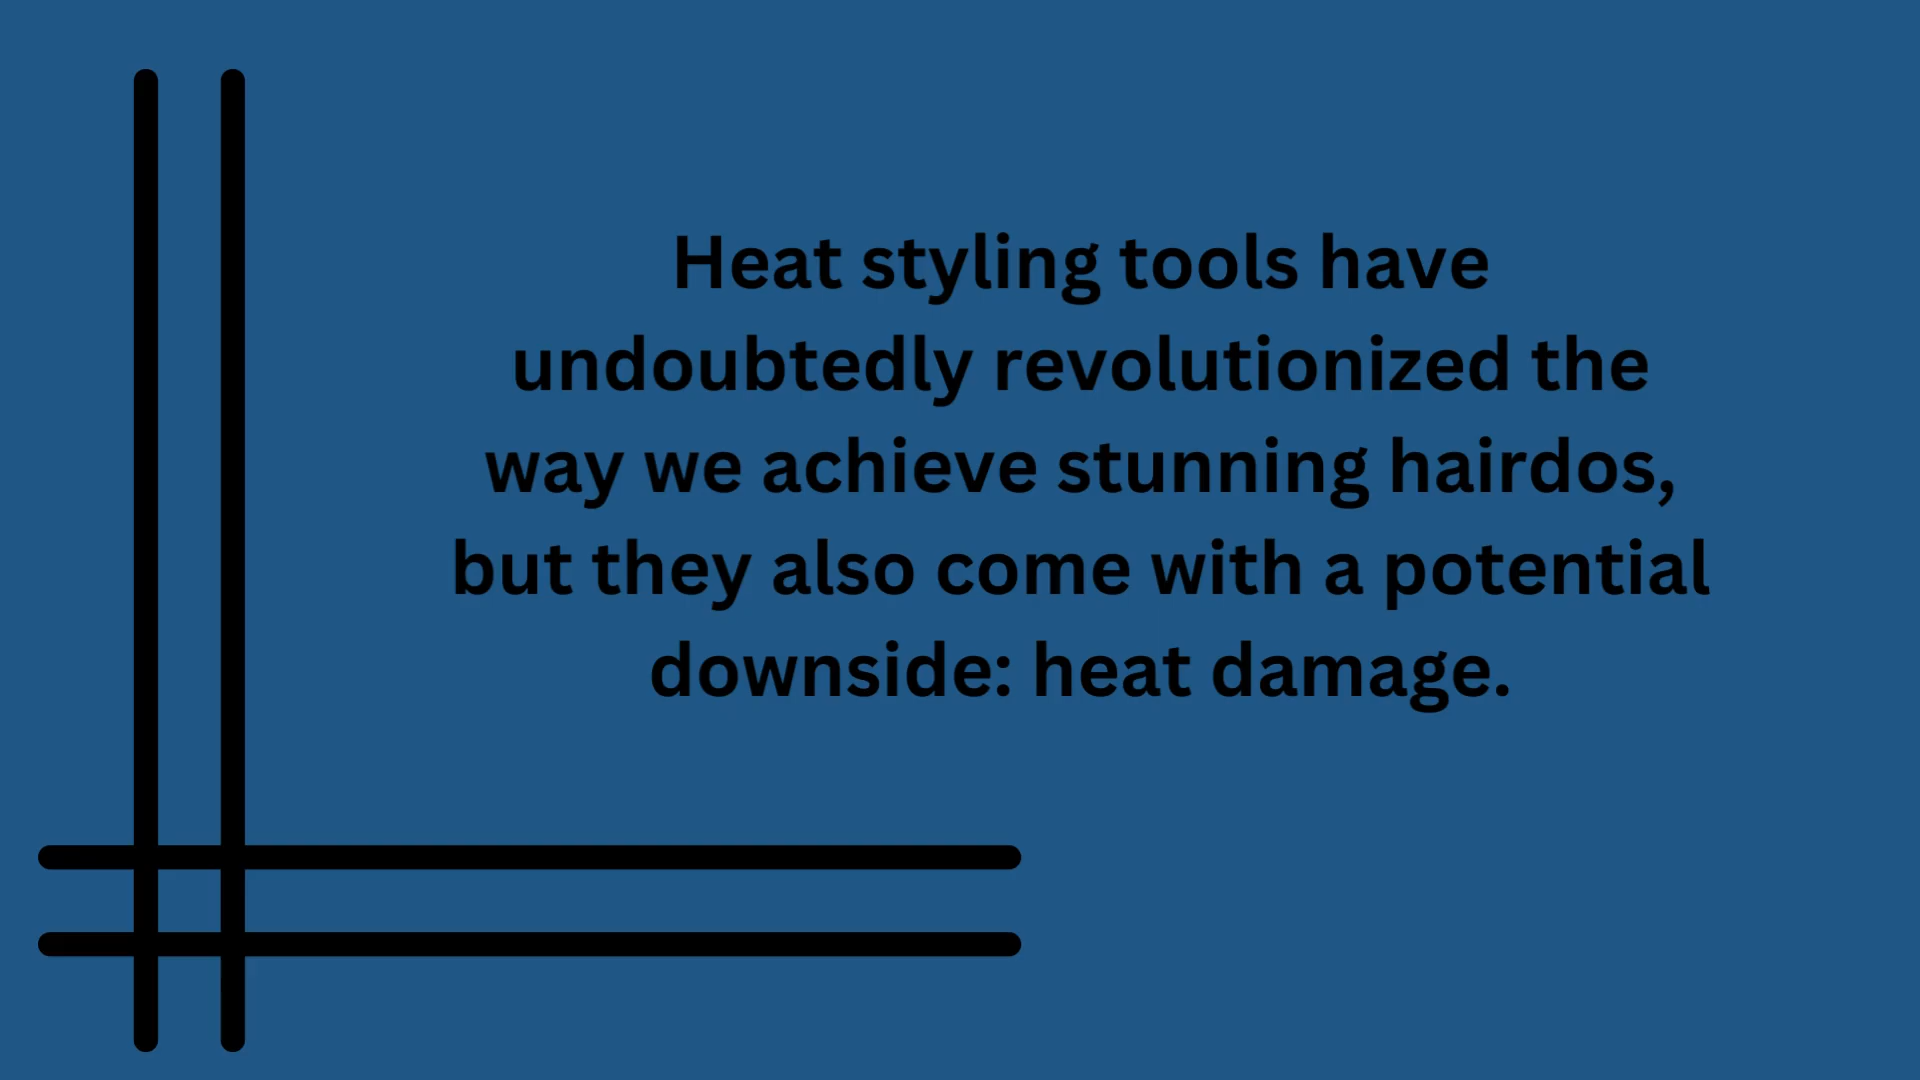 Heat styling tools have
undoubtedly revolutionized the
way we achieve stunning hairdos,
but they also come with a potential
downside: heat damage.